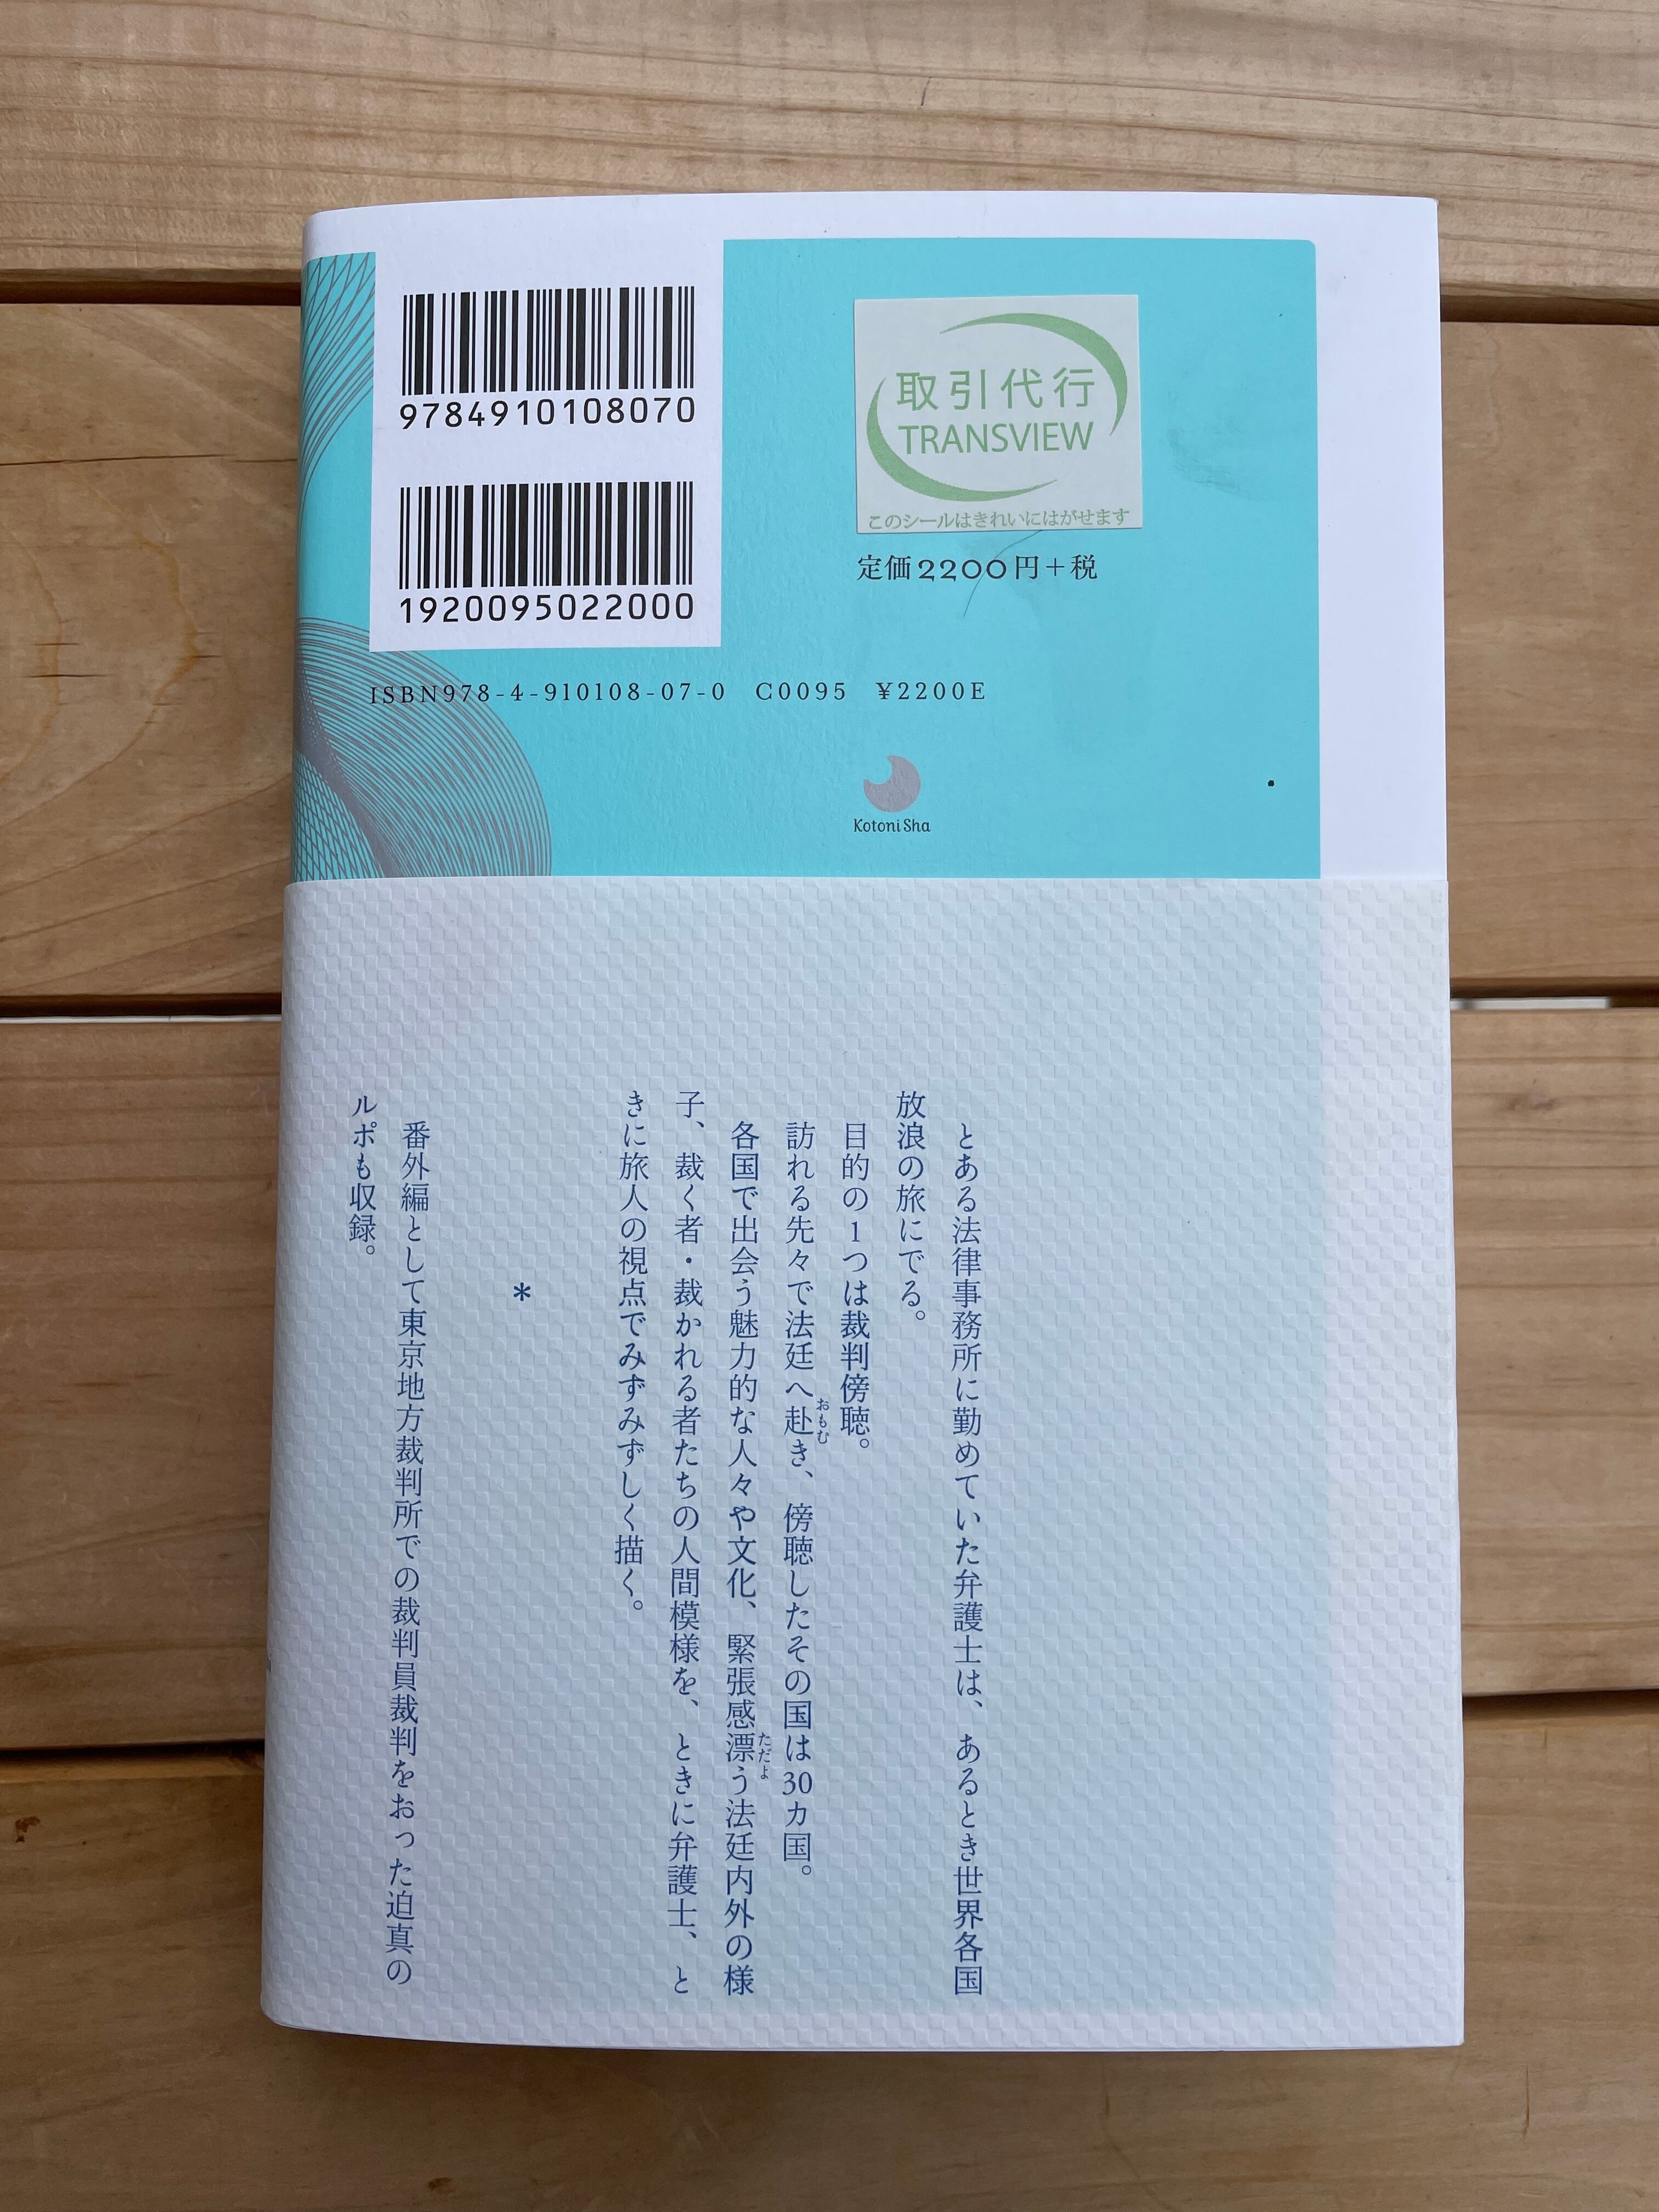 9784910108070
1920095022000
取引代行
TRANSVIEW
このシールはきれいにはがせます
定価2200円+税
ISBN978-4-910108-07-0 C0095 ¥2200E
Kotoni Sha
とある法律事務所に勤めていた弁護士は、あるとき世界各国
放浪の旅にでる。
目的の1つは裁判傍聴。
訪れる先々で法廷へ赴き、傍聴したその国は30カ国。
おもむ
各国で出会う魅力的な人々や文化、緊張感漂う法廷内外の様
ただよ
子、裁く者・裁かれる者たちの人間模様を、ときに弁護士、と
きに旅人の視点でみずみずしく描く。
*
番外編として東京地方裁判所での裁判員裁判をおった迫真の
ルポも収録。